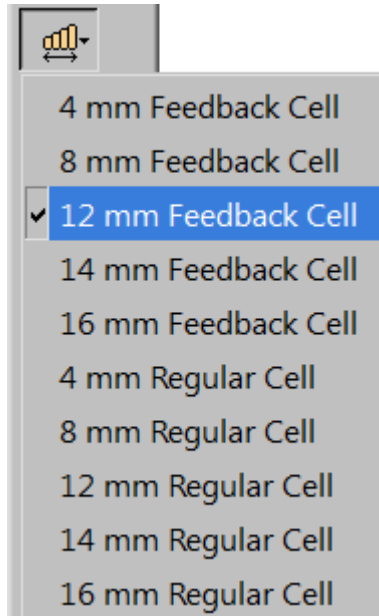 4 mm Feedback Cell
8 mm Feedback Cell
12 mm Feedback Cell
14 mm Feedback Cell
16 mm Feedback Cell
4 mm Regular Cell
8 mm Regular Cell
12 mm Regular Cell
14 mm Regular Cell
16 mm Regular Cell